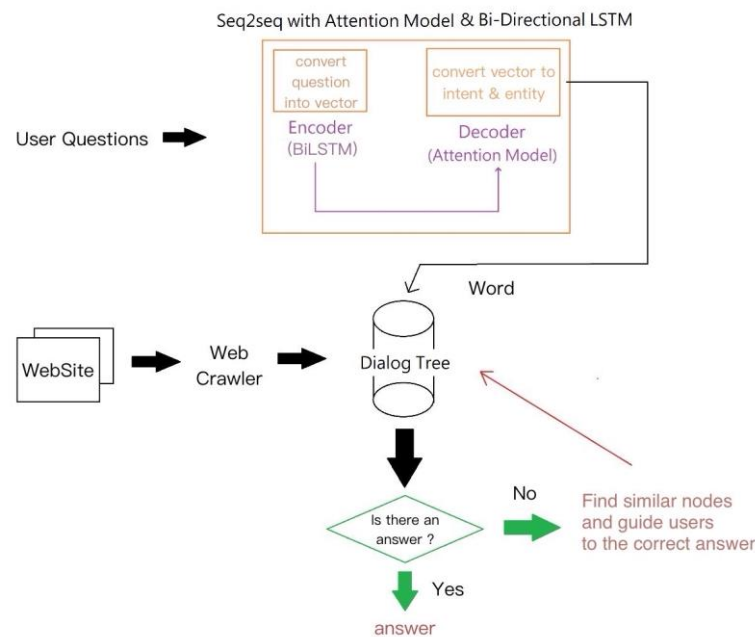 Seq2seq with Attention Model & Bi-Directional LSTM
convert
question
into vector
convert vector to
intent & entity
User Questions
Encoder
(BiLSTM)
Decoder
(Attention Model)
Word
WebSite
Web
Crawler
Dialog Tree
Is there an
answer ?
No
Find similar nodes
and guide users
to the correct answer
Yes
answer